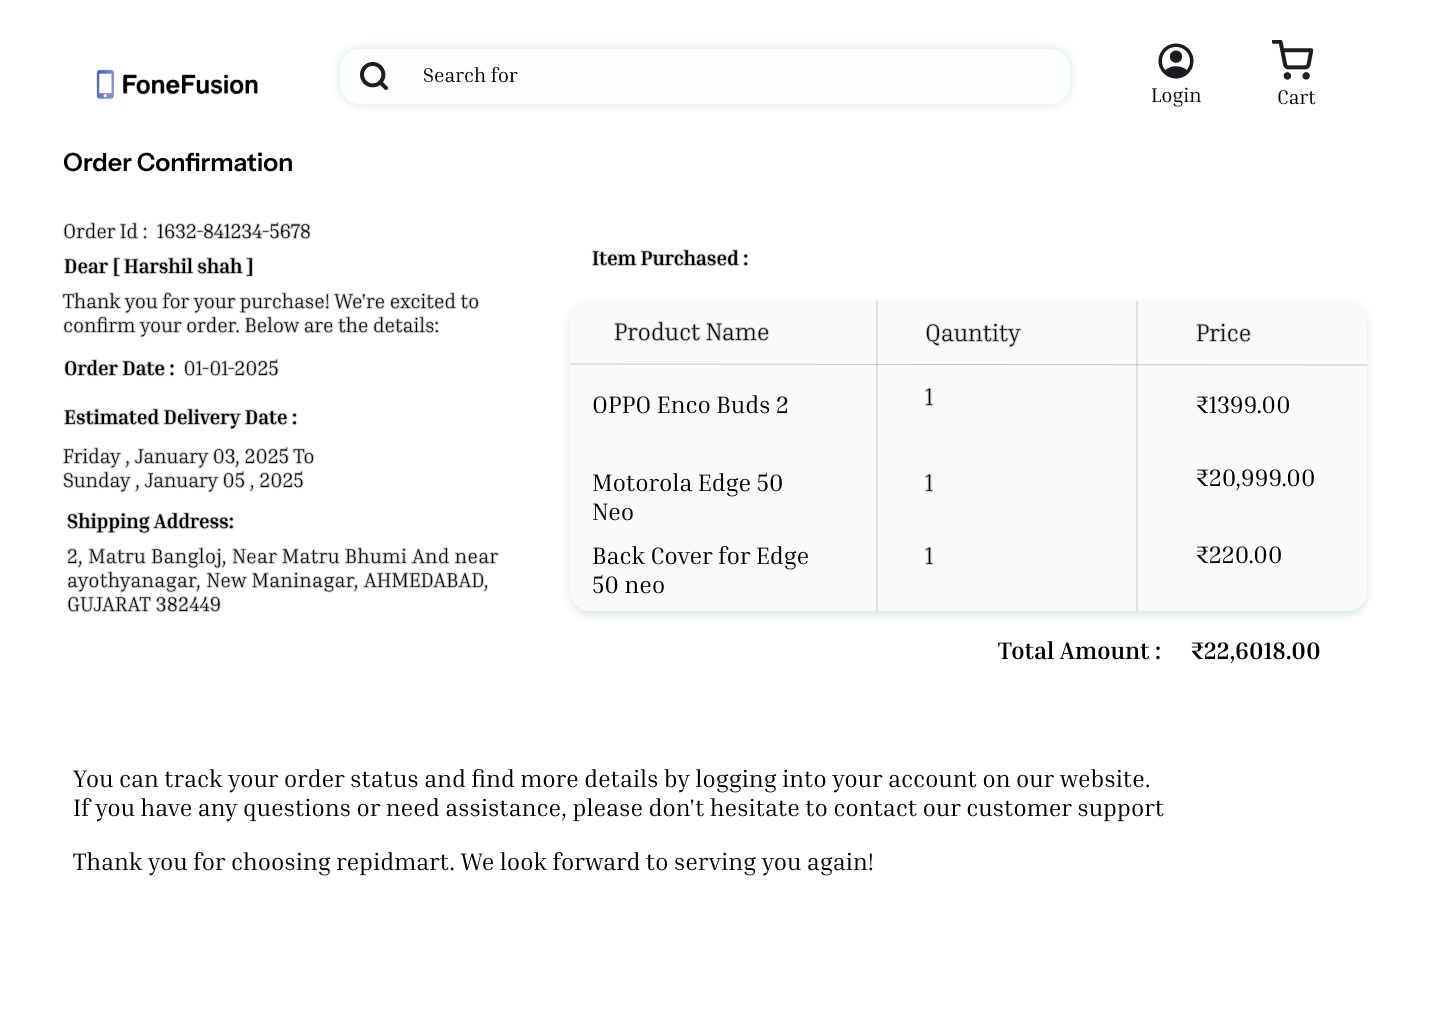 FoneFusion
Search for
Login
Cart
Order Confirmation
Order Id : 1632-841234-5678
Dear [ Harshil shah ]
Thank you for your purchase! We're excited to
confirm your order. Below are the details:
Order Date : 01-01-2025
Estimated Delivery Date :
Friday , January 03, 2025 To
Sunday , January 05 , 2025
Shipping Address:
2, Matru Bangloj, Near Matru Bhumi And near
ayothyanagar, New Maninagar, AHMEDABAD,
GUJARAT 382449
Item Purchased :
Product Name Qauntity Price
OPPO Enco Buds 2 1 ₹1399.00
Motorola Edge 50 1 ₹20,999.00
Neo
Back Cover for Edge 1 ₹220.00
50 neo
Total Amount : ₹22,6018.00
You can track your order status and find more details by logging into your account on our website.
If you have any questions or need assistance, please don't hesitate to contact our customer support
Thank you for choosing repidmart. We look forward to serving you again!